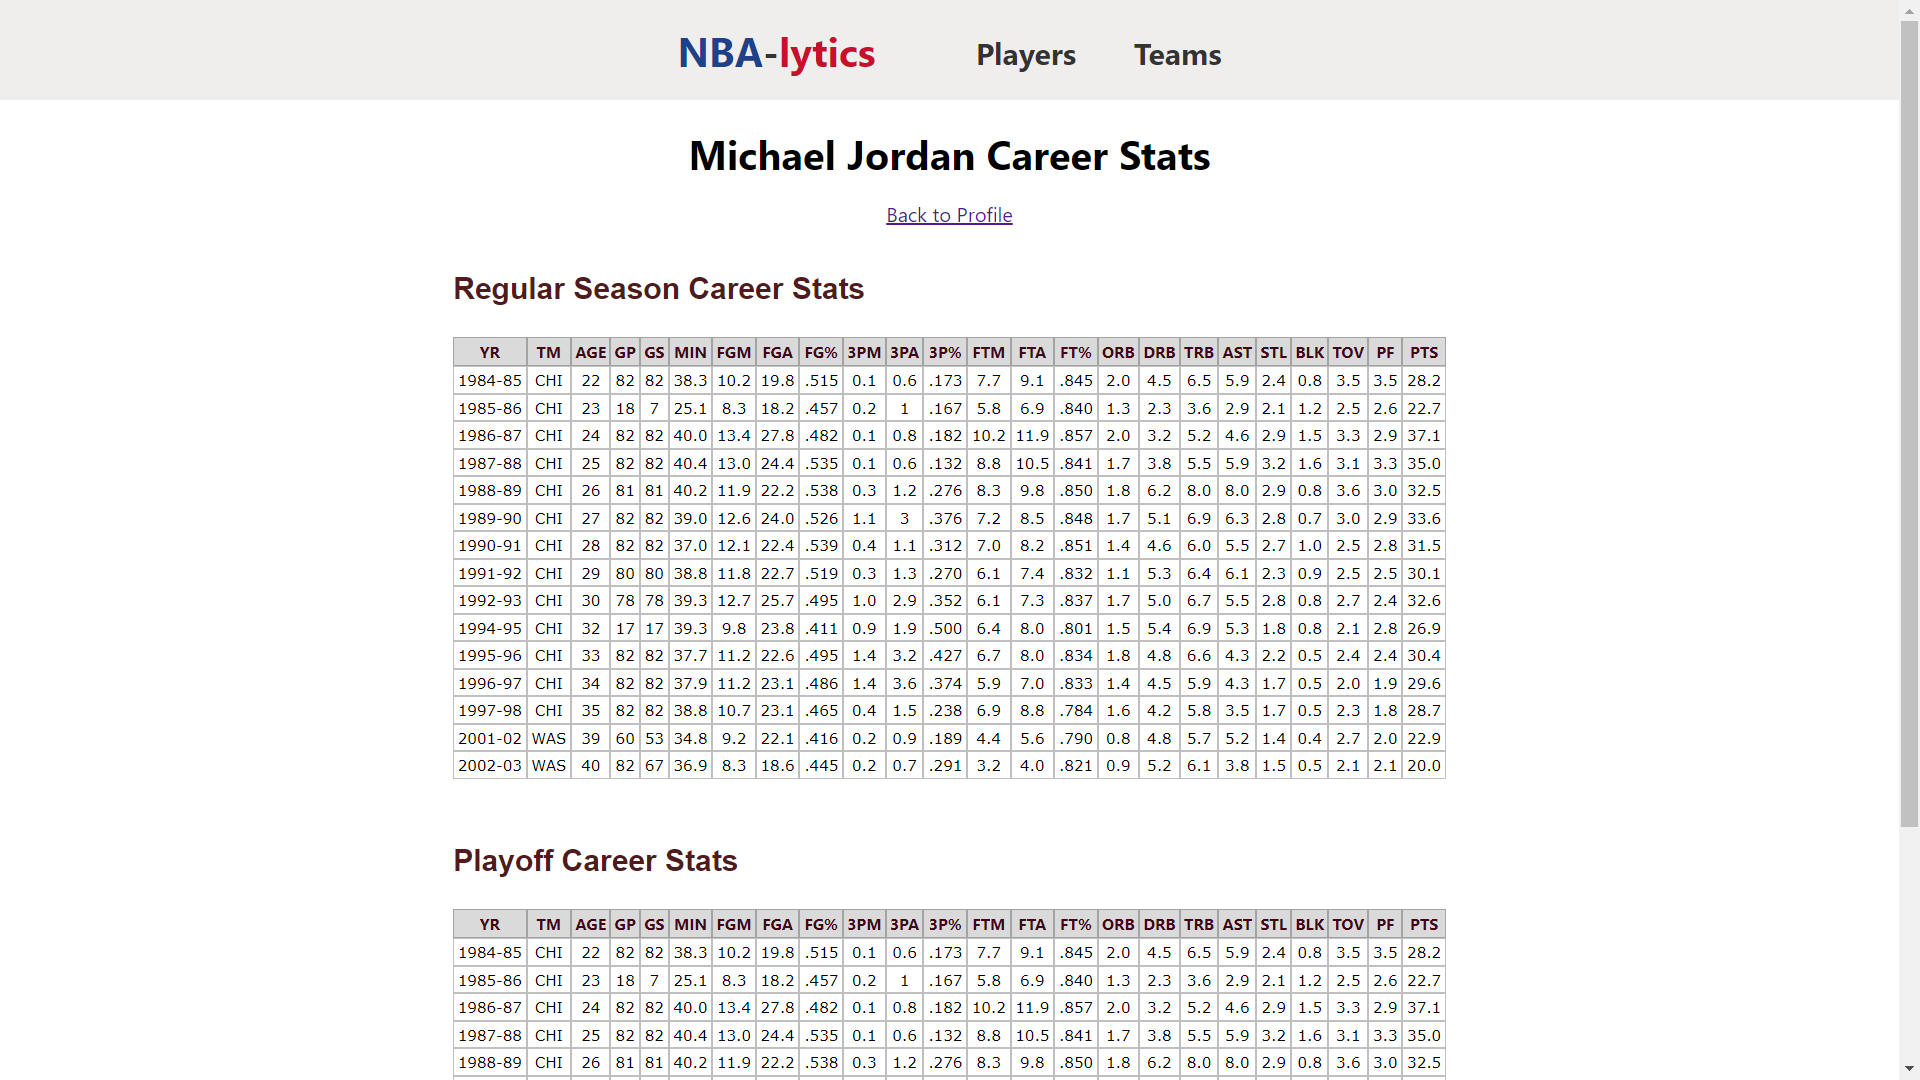 NBA-lytics Players Teams
Michael Jordan Career Stats
Back to Profile
Regular Season Career Stats
YR TM AGE GP GS MIN FGM FGA FG% 3PM 3PA 3P% FTM FTA FT% ORB DRB TRB AST STL BLK TOV PF PTS
1984-85 CHI 22 82 82 38.3 10.2 19.8 .515 0.1 0.6 .173 7.7 9.1 .845 2.0 4.5 6.5 5.9 2.4 0.8 3.5 3.5 28.2
1985-86 CHI 23 18 7 25.1 8.3 18.2 .457 0.2 1 .167 5.8 6.9 .840 1.3 2.3 3.6 2.9 2.1 1.2 2.5 2.6 22.7
1986-87 CHI 24 82 82 40.0 13.4 27.8 .482 0.1 0.8 .182 10.2 11.9 .857 2.0 3.2 5.2 4.6 2.9 1.5 3.3 2.9 37.1
1987-88 CHI 25 82 82 40.4 13.0 24.4 .535 0.1 0.6 .132 8.8 10.5 .841 1.7 3.8 5.5 5.9 3.2 1.6 3.1 3.3 35.0
1988-89 CHI 26 81 81 40.2 11.9 22.2 .538 0.3 1.2 .276 8.3 9.8 .850 1.8 6.2 8.0 8.0 2.9 0.8 3.6 3.0 32.5
1989-90 CHI 27 82 82 39.0 12.6 24.0 .526 1.1 3 .376 7.2 8.5 .848 1.7 5.1 6.9 6.3 2.8 0.7 3.0 2.9 33.6
1990-91 CHI 28 82 82 37.0 12.1 22.4 .539 0.4 1.1 .312 7.0 8.2 .851 1.4 4.6 6.0 5.5 2.7 1.0 2.5 2.8 31.5
1991-92 CHI 29 80 80 38.8 11.8 22.7 .519 0.3 1.3 .270 6.1 7.4 .832 1.1 5.3 6.4 6.1 2.3 0.9 2.5 2.5 30.1
1992-93 CHI 30 78 78 39.3 12.7 25.7 .495 1.0 2.9 .352 6.1 7.3 .837 1.7 5.0 6.7 5.5 2.8 0.8 2.7 2.4 32.6
1994-95 CHI 32 17 17 39.3 9.8 23.8 .411 0.9 1.9 .500 6.4 8.0 .801 1.5 5.4 6.9 5.3 1.8 0.8 2.1 2.8 26.9
1995-96 CHI 33 82 82 37.7 11.2 22.6 .495 1.4 3.2 .427 6.7 8.0 .834 1.8 4.8 6.6 4.3 2.2 0.5 2.4 2.4 30.4
1996-97 CHI 34 82 82 37.9 11.2 23.1 .486 1.4 3.6 .374 5.9 7.0 .833 1.4 4.5 5.9 4.3 1.7 0.5 2.0 1.9 29.6
1997-98 CHI 35 82 82 38.8 10.7 23.1 .465 0.4 1.5 .238 6.9 8.8 .784 1.6 4.2 5.8 3.5 1.7 0.5 2.3 1.8 28.7
2001-02 WAS 39 60 53 34.8 9.2 22.1 .416 0.2 0.9 .189 4.4 5.6 .790 0.8 4.8 5.7 5.2 1.4 0.4 2.7 2.0 22.9
2002-03 WAS 40 82 67 36.9 8.3 18.6 .445 0.2 0.7 .291 3.2 4.0 .821 0.9 5.2 6.1 3.8 1.5 0.5 2.1 2.1 20.0
Playoff Career Stats
YR TM AGE GP GS MIN FGM FGA FG% 3PM 3PA 3P% FTM FTA FT% ORB DRB TRB AST STL BLK TOV PF PTS
1984-85 CHI 22 82 82 38.3 10.2 19.8 .515 0.1 0.6 .173 7.7 9.1 .845 2.0 4.5 6.5 5.9 2.4 0.8 3.5 3.5 28.2
1985-86 CHI 23 18 7 25.1 8.3 18.2 .457 0.2 1 .167 5.8 6.9 .840 1.3 2.3 3.6 2.9 2.1 1.2 2.5 2.6 22.7
1986-87 CHI 24 82 82 40.0 13.4 27.8 .482 0.1 0.8 .182 10.2 11.9 .857 2.0 3.2 5.2 4.6 2.9 1.5 3.3 2.9 37.1
1987-88 CHI 25 82 82 40.4 13.0 24.4 .535 0.1 0.6 .132 8.8 10.5 .841 1.7 3.8 5.5 5.9 3.2 1.6 3.1 3.3 35.0
1988-89 CHI 26 81 81 40.2 11.9 22.2 .538 0.3 1.2 .276 8.3 9.8 .850 1.8 6.2 8.0 8.0 2.9 0.8 3.6 3.0 32.5